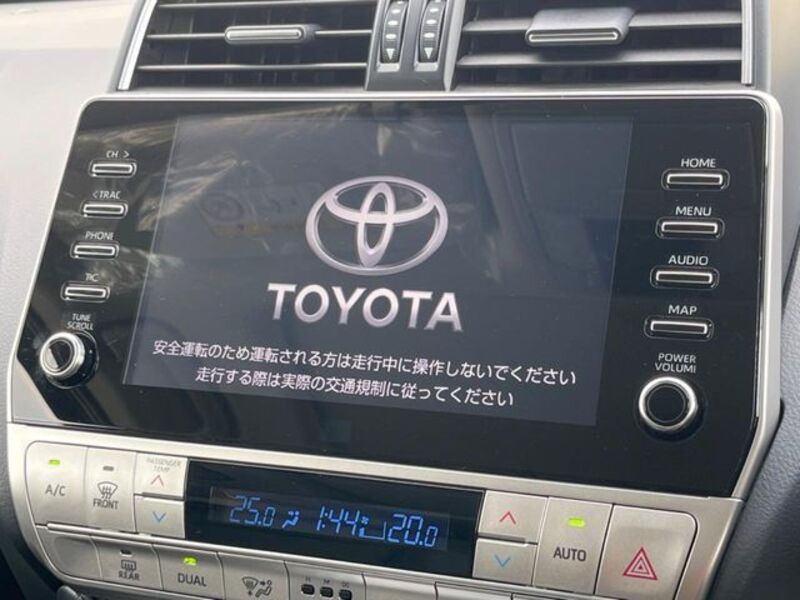 CH >
< TRAC
PHONE
T/C
TUNE
SCROLL
HOME
MENU
AUDIO
MAP
POWER
VOLUM
TOYOTA
安全運転のため運転される方は走行中に操作しないでください
走行する際は実際の交通規制に従ってください
A/C
FRONT
PASSENGER
TEMP
25.0
1:44
20.0
AUTO
REAR
DUAL
H M